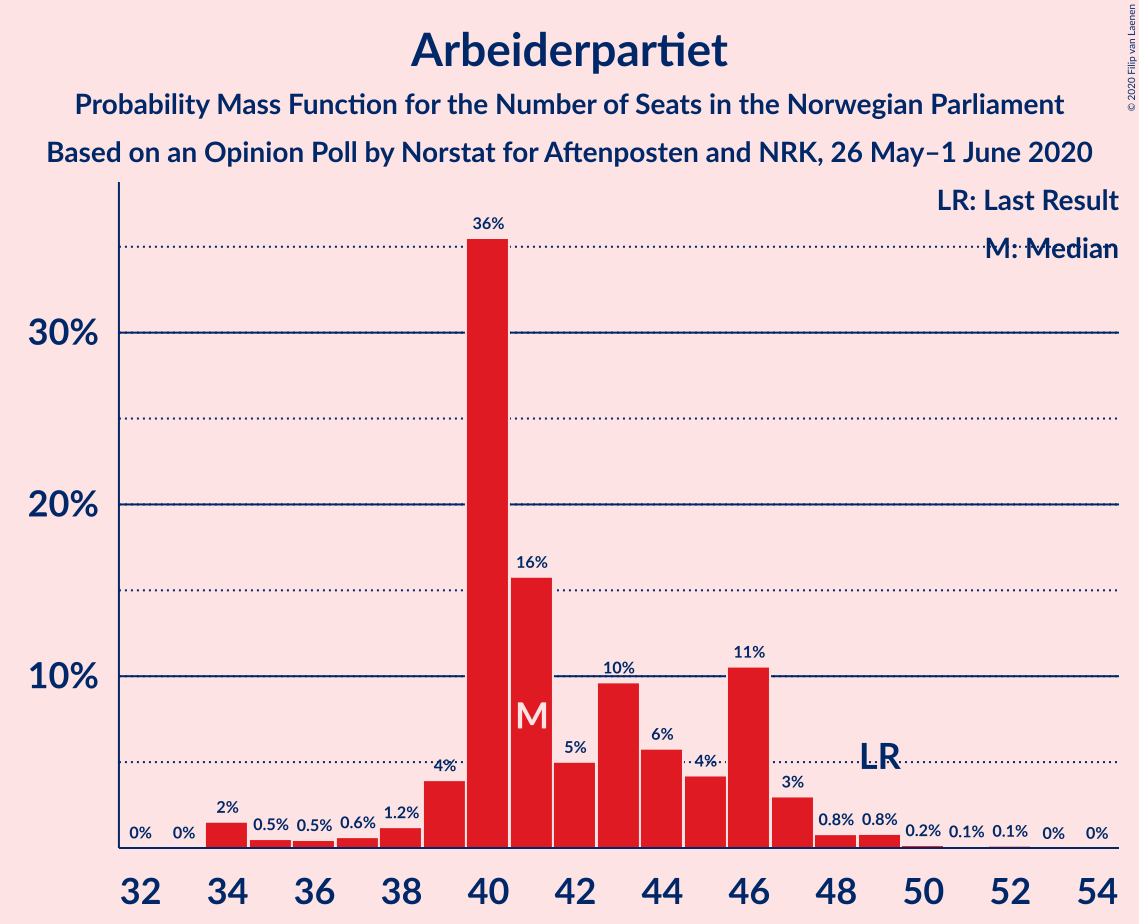 Arbeiderpartiet
Probability Mass Function for the Number of Seats in the Norwegian Parliament
Based on an Opinion Poll by Norstat for Aftenposten and NRK, 26 May–1 June 2020
© 2020 Filip van Laenen
LR: Last Result
M: Median
30%
20%
10%
0% 0% 2% 0.5% 0.5% 0.6% 1.2% 4% 36% 16% 5% 10% 6% 4% 11% 3% 0.8% 0.8% 0.2% 0.1% 0.1% 0% 0%
M
LR
32 34 36 38 40 42 44 46 48 50 52 54